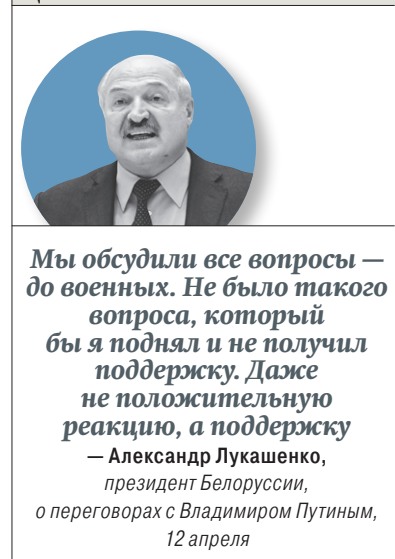 Мы обсудили все вопросы —
до военных. Не было такого
вопроса, который
бы я поднял и не получил
поддержку. Даже
не положительную
реакцию, а поддержку
— Александр Лукашенко,
президент Белоруссии,
о переговорах с Владимиром Путиным,
12 апреля